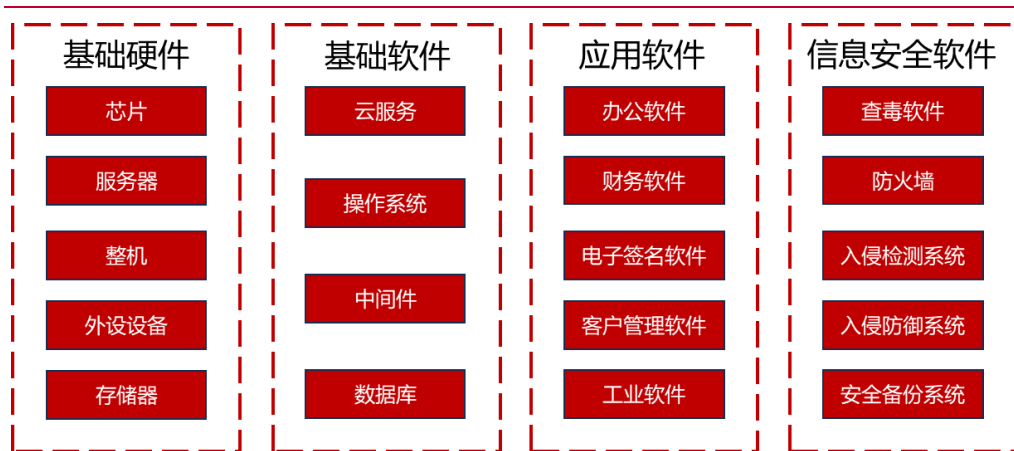 基础硬件
芯片
服务器
整机
外设设备
存储器
基础软件
云服务
操作系统
中间件
数据库
应用软件
办公软件
财务软件
电子签名软件
客户管理软件
工业软件
信息安全软件
查毒软件
防火墙
入侵检测系统
入侵防御系统
安全备份系统